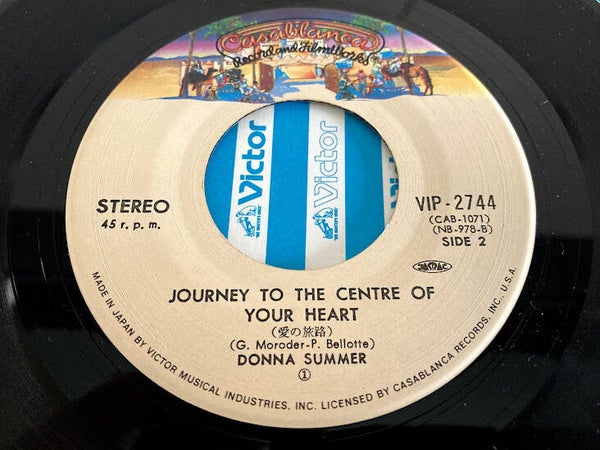 Casablanca
Record and FilmWorks
Victor
Victor
STEREO
45 r. p. m.
VIP-2744
(CAB-1071)
(NB-978-B)
SIDE 2
JASRAC
JOURNEY TO THE CENTRE OF
YOUR HEART
(愛の旅路)
(G. Moroder-P. Bellotte)
DONNA SUMMER
①
MADE IN JAPAN BY VICTOR MUSICAL INDUSTRIES, INC. LICENSED BY CASABLANCA RECORDS, INC., U.S.A.